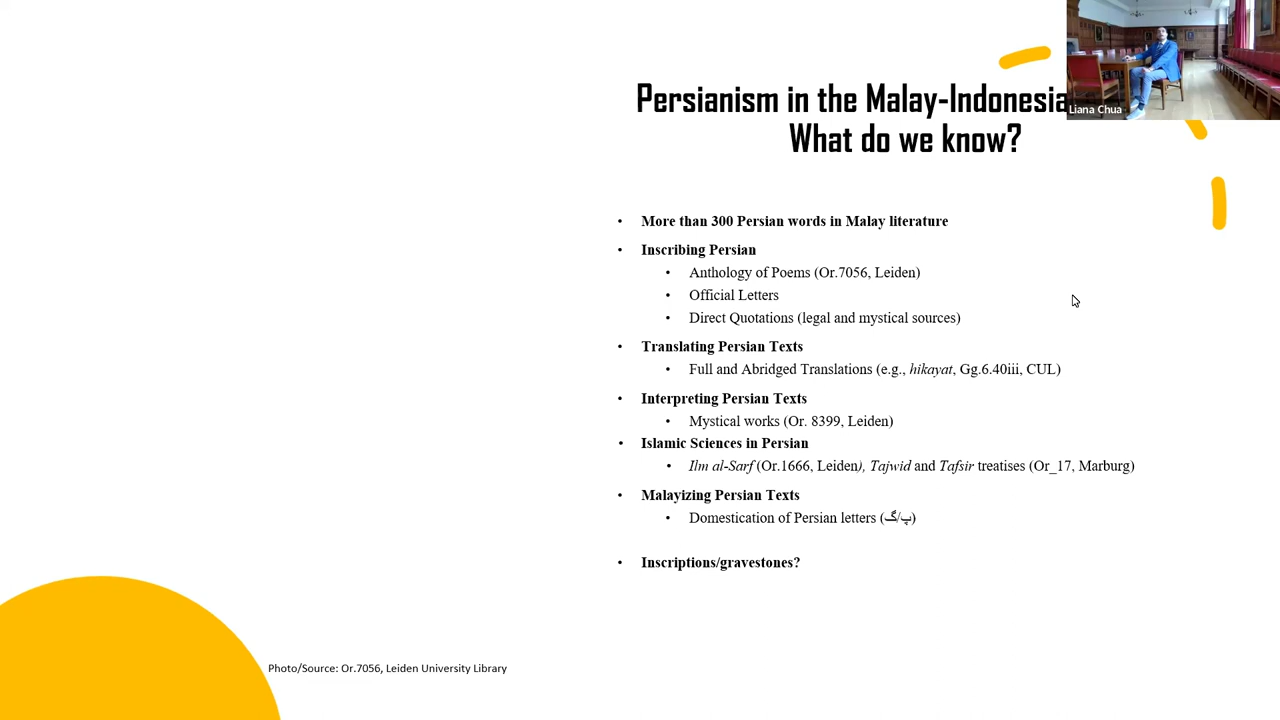 Persianism in the Malay-Indonesia
What do we know?
Liana Chua
• More than 300 Persian words in Malay literature
• Inscribing Persian
• Anthology of Poems (Or.7056, Leiden)
• Official Letters
• Direct Quotations (legal and mystical sources)
• Translating Persian Texts
• Full and Abridged Translations (e.g., hikayat, Gg.6.40iii, CUL)
• Interpreting Persian Texts
• Mystical works (Or. 8399, Leiden)
• Islamic Sciences in Persian
• Ilm al-Sarf (Or.1666, Leiden), Tajwid and Tafsir treatises (Or_17, Marburg)
• Malayizing Persian Texts
• Domestication of Persian letters (پ/گ)
• Inscriptions/gravestones?
Photo/Source: Or.7056, Leiden University Library